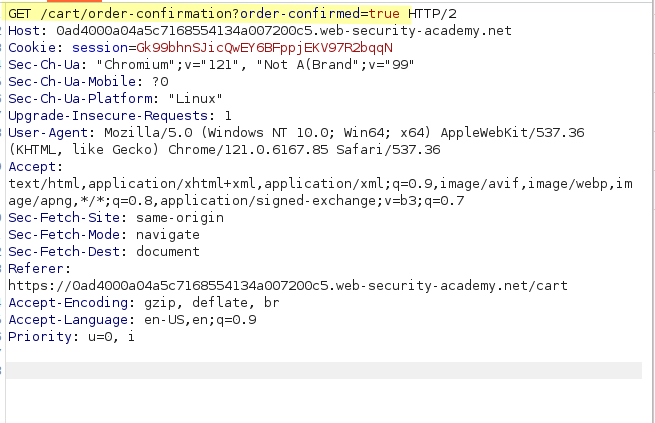 GET /cart/order-confirmation?order-confirmed=true HTTP/2
Host: 0ad4000a04a5c7168554134a007200c5.web-security-academy.net
Cookie: session=Gk99bhnSJicQwEY6BFppjEKV97R2bqqN
Sec-Ch-Ua: "Chromium";v="121", "Not A(Brand";v="99"
Sec-Ch-Ua-Mobile: ?0
Sec-Ch-Ua-Platform: "Linux"
Upgrade-Insecure-Requests: 1
User-Agent: Mozilla/5.0 (Windows NT 10.0; Win64; x64) AppleWebKit/537.36
(KHTML, like Gecko) Chrome/121.0.6167.85 Safari/537.36
Accept:
text/html,application/xhtml+xml,application/xml;q=0.9,image/avif,image/webp,im
age/apng,*/*;q=0.8,application/signed-exchange;v=b3;q=0.7
Sec-Fetch-Site: same-origin
Sec-Fetch-Mode: navigate
Sec-Fetch-Dest: document
Referer:
https://0ad4000a04a5c7168554134a007200c5.web-security-academy.net/cart
Accept-Encoding: gzip, deflate, br
Accept-Language: en-US,en;q=0.9
Priority: u=0, i